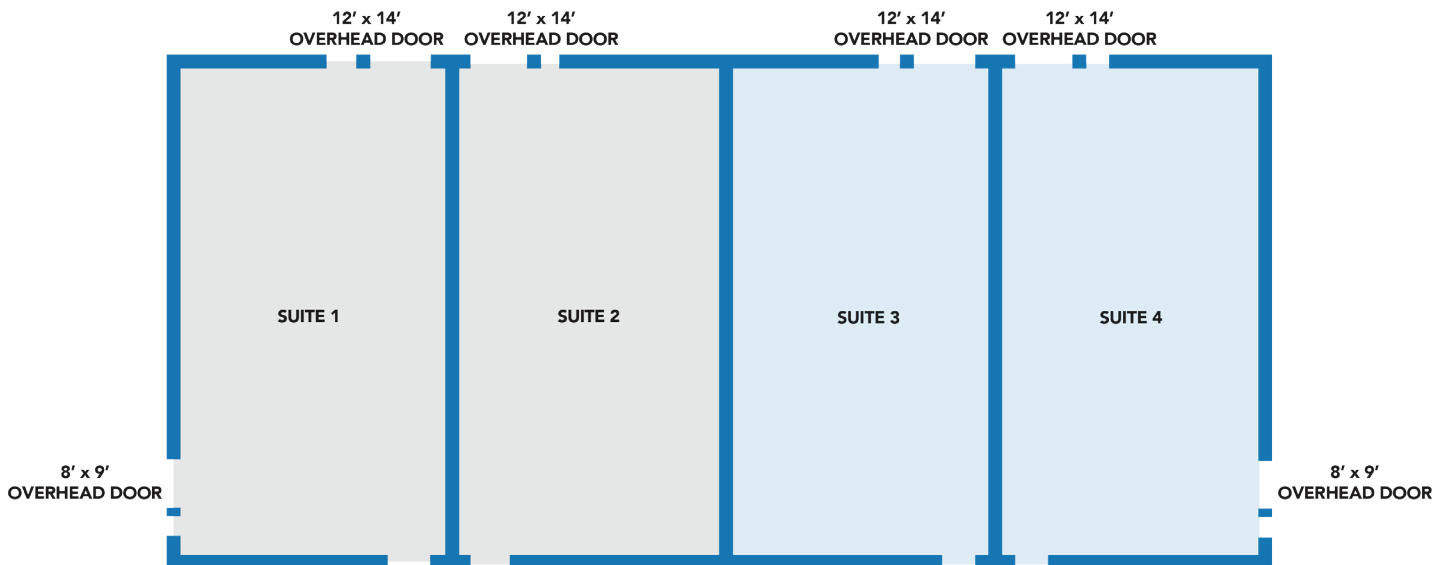 12’ x 14’
OVERHEAD DOOR
12’ x 14’
OVERHEAD DOOR
12’ x 14’
OVERHEAD DOOR
12’ x 14’
OVERHEAD DOOR
SUITE 1
SUITE 2
SUITE 3
SUITE 4
8’ x 9’
OVERHEAD DOOR
8’ x 9’
OVERHEAD DOOR